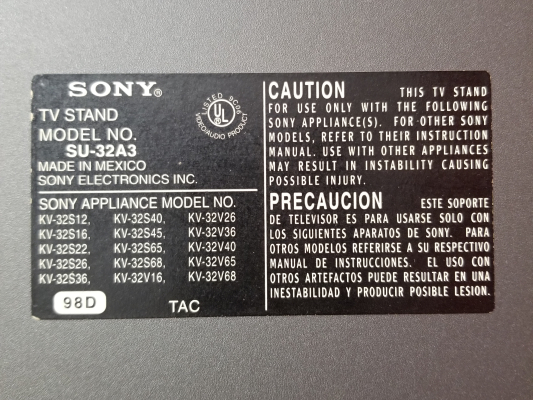 SONY®
TV STAND
MODEL NO.
SU-32A3
MADE IN MEXICO
SONY ELECTRONICS INC.
LISTED 9C06
UL
VIDEO/AUDIO PRODUCT
SONY APPLIANCE MODEL NO.
KV-32S12, KV-32S40, KV-32V26
KV-32S16, KV-32S45, KV-32V36
KV-32S22, KV-32S65, KV-32V40
KV-32S26, KV-32S68, KV-32V65
KV-32S36, KV-32V16, KV-32V68
98D
TAC
CAUTION THIS TV STAND
FOR USE ONLY WITH THE FOLLOWING
SONY APPLIANCE(S). FOR OTHER SONY
MODELS, REFER TO THEIR INSTRUCTION
MANUAL. USE WITH OTHER APPLIANCES
MAY RESULT IN INSTABILITY CAUSING
POSSIBLE INJURY.
PRECAUCION ESTE SOPORTE
DE TELEVISOR ES PARA USARSE SOLO CON
LOS SIGUIENTES APARATOS DE SONY. PARA
OTROS MODELOS REFERIRSE A SU RESPECTIVO
MANUAL DE INSTRUCCIONES. EL USO CON
OTROS ARTEFACTOS PUEDE RESULTAR EN UNA
INESTABILIDAD Y PRODUCIR POSIBLE LESION.